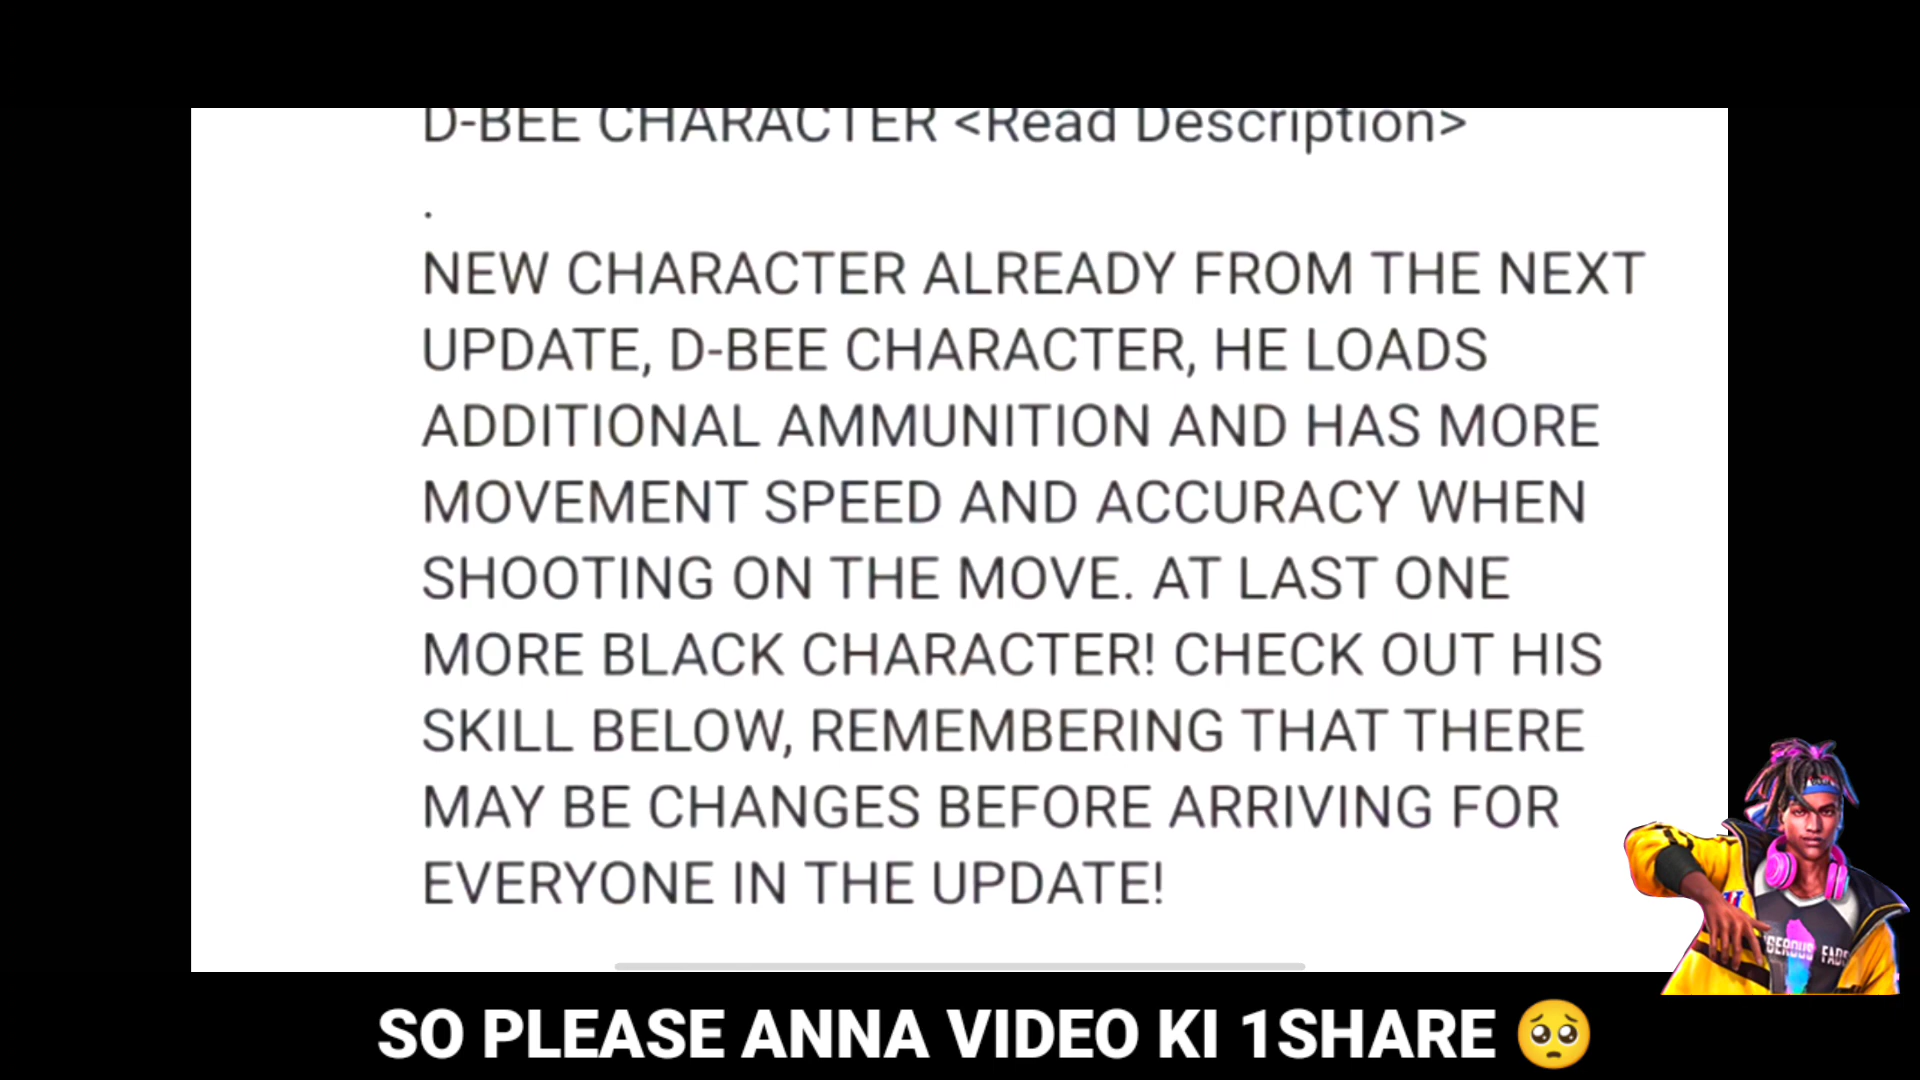 D-BEE CHARACTER <Read Description>
.
NEW CHARACTER ALREADY FROM THE NEXT
UPDATE, D-BEE CHARACTER, HE LOADS
ADDITIONAL AMMUNITION AND HAS MORE
MOVEMENT SPEED AND ACCURACY WHEN
SHOOTING ON THE MOVE. AT LAST ONE
MORE BLACK CHARACTER! CHECK OUT HIS
SKILL BELOW, REMEMBERING THAT THERE
MAY BE CHANGES BEFORE ARRIVING FOR
EVERYONE IN THE UPDATE!
SO PLEASE ANNA VIDEO KI 1SHARE 🥺